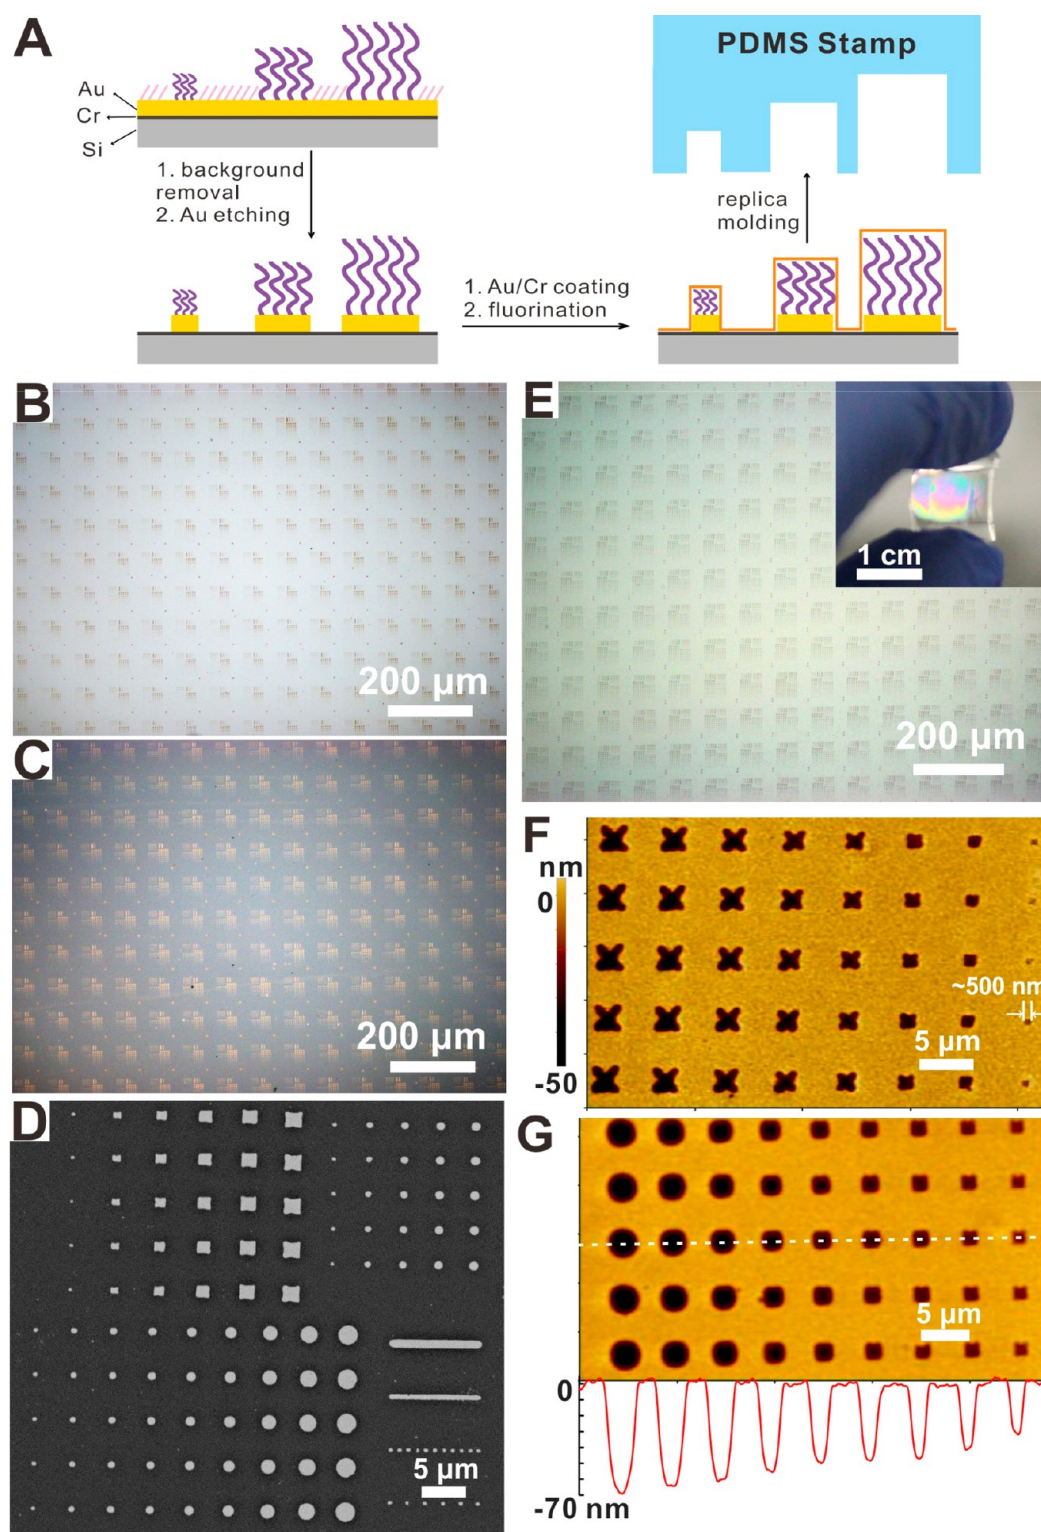 A
Au
Cr
Si
1. background
removal
2. Au etching
1. Au/Cr coating
2. fluorination
replica
molding
PDMS Stamp
B
200 µm
C
200 µm
D
5 µm
E
1 cm
200 µm
F
nm
0
-50
~500 nm
5 µm
G
5 µm
0
-70 nm